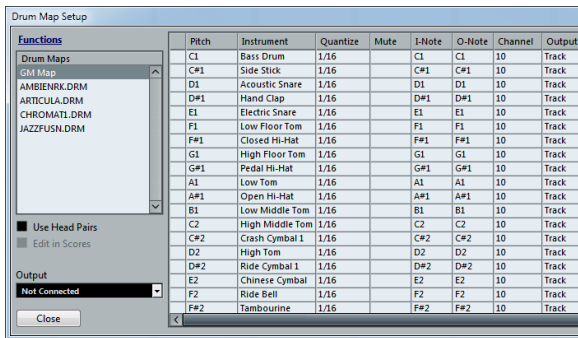 Drum Map Setup
Functions
Drum Maps
GM Map
AMBIENRK.DRM
ARTICULA.DRM
CHROMATI.DRM
JAZZFUSN.DRM
Use Head Pairs
Edit in Scores
Output
Not Connected
Close
Pitch Instrument Quantize Mute I-Note O-Note Channel Output
C1 Bass Drum 1/16 C1 C1 10 Track
C#1 Side Stick 1/16 C#1 C#1 10 Track
D1 Acoustic Snare 1/16 D1 D1 10 Track
D#1 Hand Clap 1/16 D#1 D#1 10 Track
E1 Electric Snare 1/16 E1 E1 10 Track
F1 Low Floor Tom 1/16 F1 F1 10 Track
F#1 Closed Hi-Hat 1/16 F#1 F#1 10 Track
G1 High Floor Tom 1/16 G1 G1 10 Track
G#1 Pedal Hi-Hat 1/16 G#1 G#1 10 Track
A1 Low Tom 1/16 A1 A1 10 Track
A#1 Open Hi-Hat 1/16 A#1 A#1 10 Track
B1 Low Middle Tom 1/16 B1 B1 10 Track
C2 High Middle Tom 1/16 C2 C2 10 Track
C#2 Crash Cymbal 1 1/16 C#2 C#2 10 Track
D2 High Tom 1/16 D2 D2 10 Track
D#2 Ride Cymbal 1 1/16 D#2 D#2 10 Track
E2 Chinese Cymbal 1/16 E2 E2 10 Track
F2 Ride Bell 1/16 F2 F2 10 Track
F#2 Tambourine 1/16 F#2 F#2 10 Track